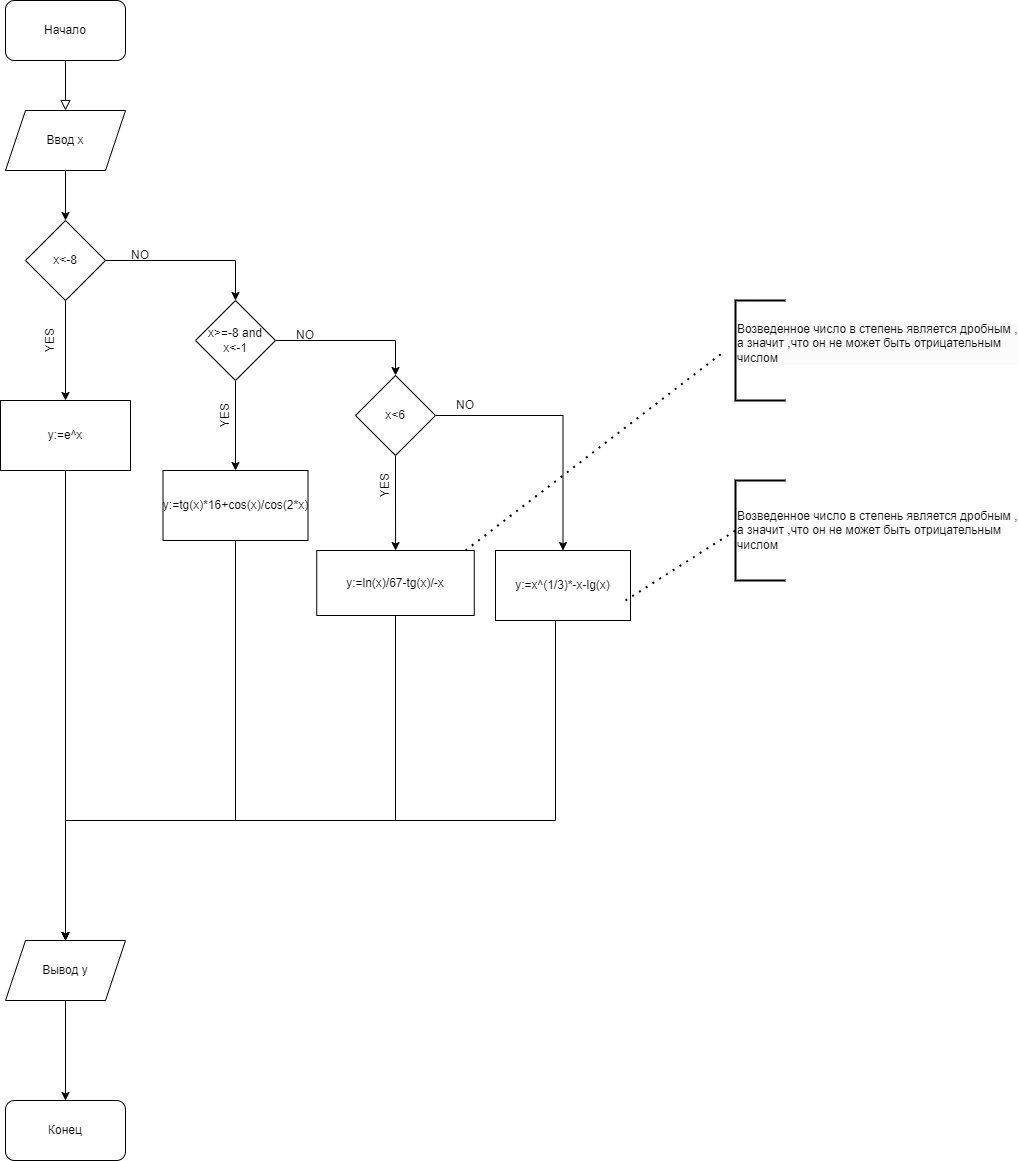 Начало
Ввод x
x<-8
NO
YES
y:=e^x
x>=-8 and
x<-1
NO
YES
y:=tg(x)*16+cos(x)/cos(2*x)
x<6
NO
YES
y:=ln(x)/67-tg(x)/-x
y:=x^(1/3)*-x-lg(x)
Возведенное число в степень является дробным ,
а значит ,что он не может быть отрицательным
числом
Возведенное число в степень является дробным ,
а значит ,что он не может быть отрицательным
числом
Вывод y
Конец